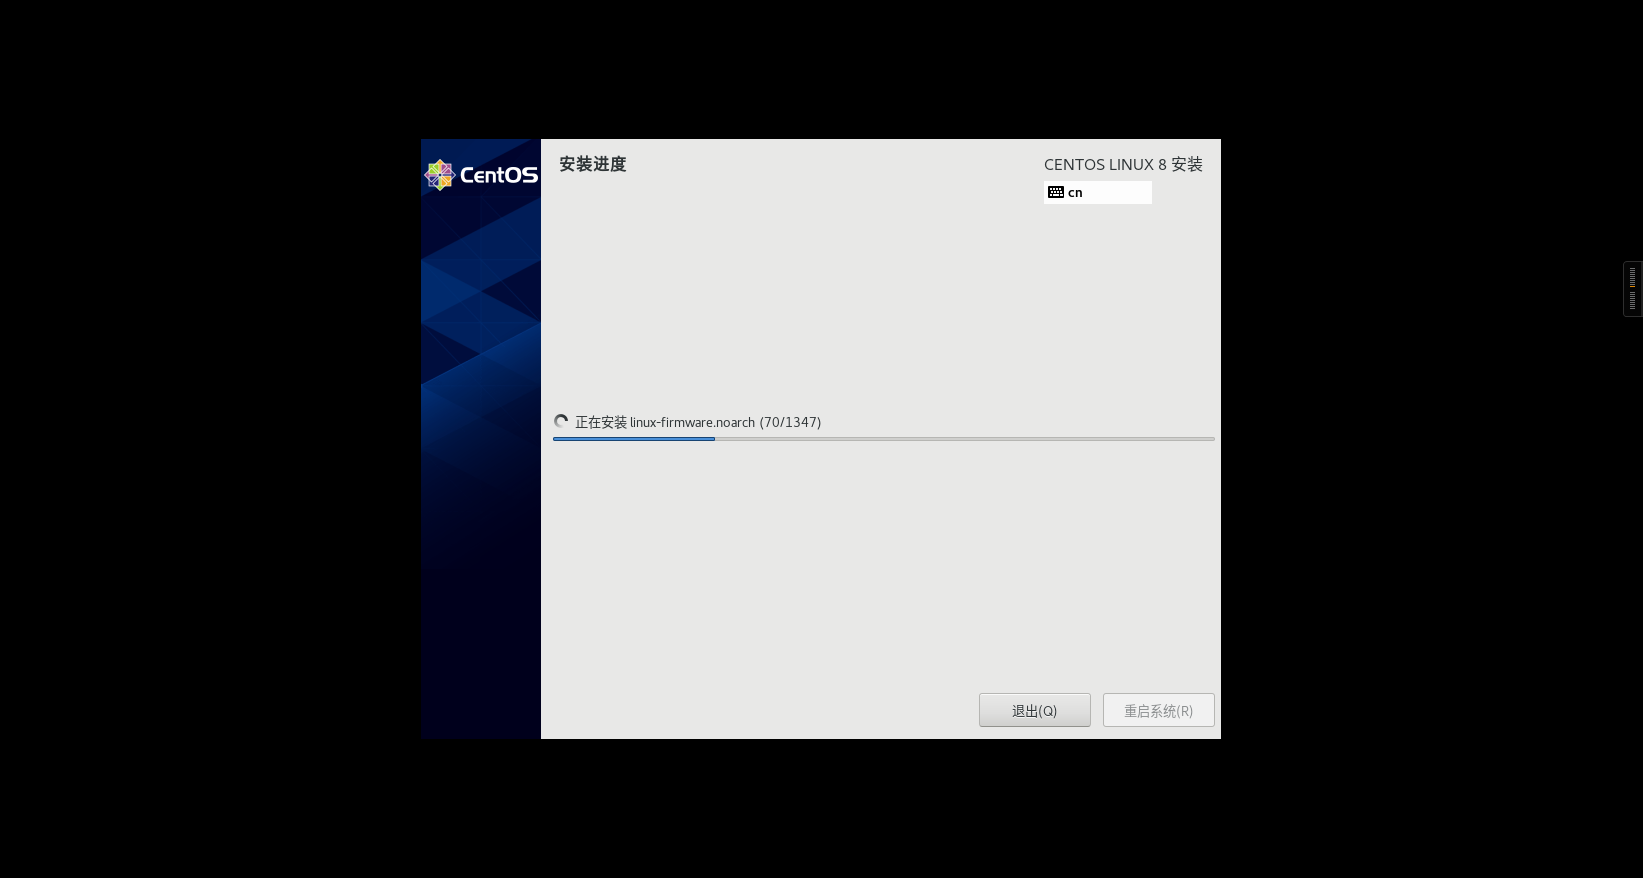 CentOS
安装进度
CENTOS LINUX 8 安装
cn
正在安装 linux-firmware.noarch (70/1347)
退出(Q)
重启系统(R)